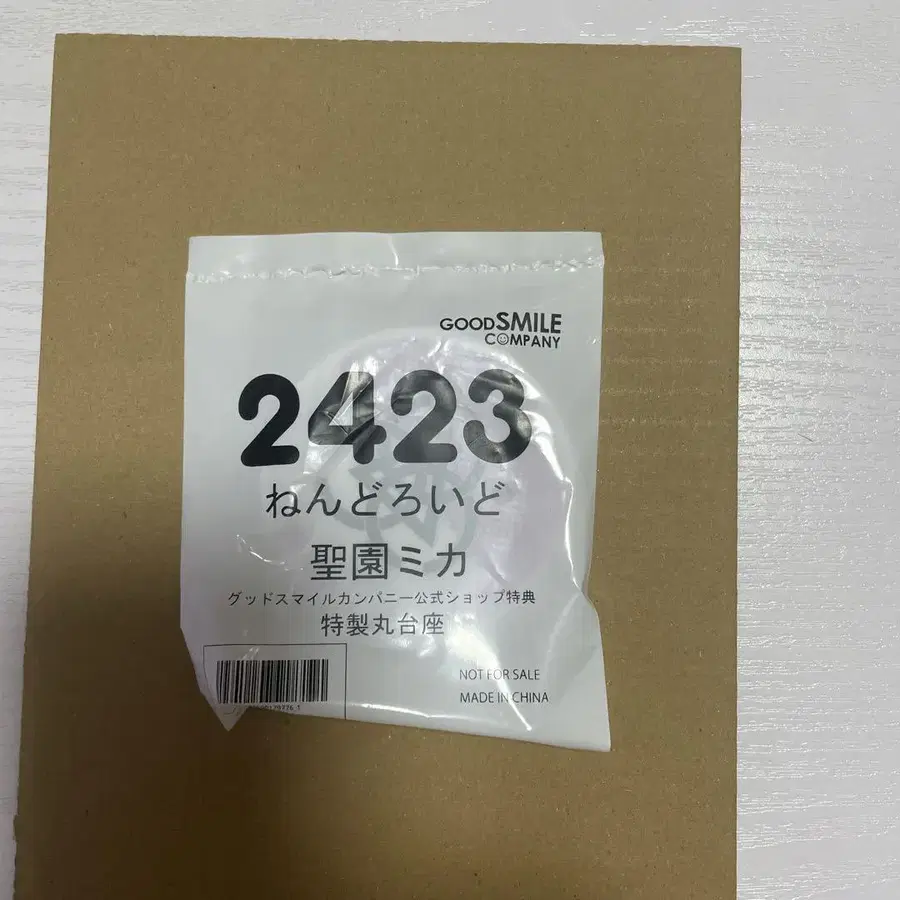 GOODSMILE
COMPANY
2423
ねんどろいど
聖園ミカ
グッドスマイルカンパニー公式ショップ特典
特製丸台座
NOT FOR SALE
MADE IN CHINA